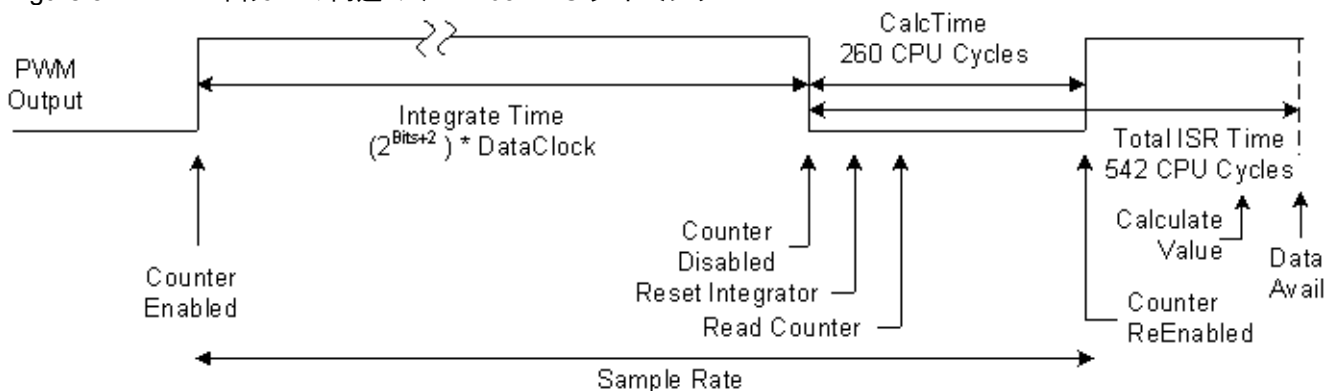 PWM
Output
CalcTime
260 CPU Cycles
Integrate Time
(2^Bits+2) * DataClock
Total ISR Time
542 CPU Cycles
Counter
Enabled
Counter
Disabled
Reset Integrator
Read Counter
Calculate
Value
Data
Avail
Counter
ReEnabled
Sample Rate